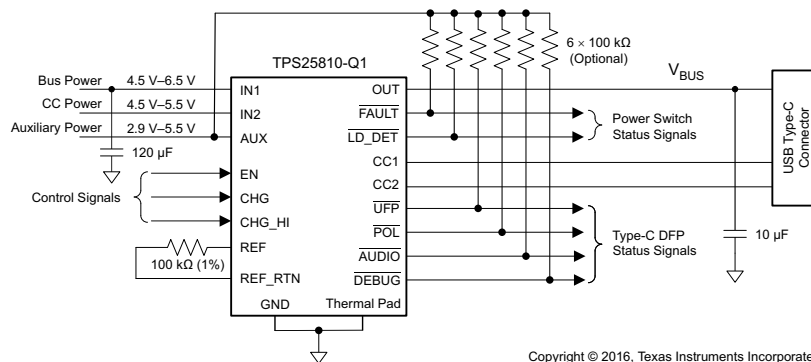 TPS25810-Q1
6 × 100 kΩ
(Optional)
VBUS
Bus Power 4.5 V–6.5 V
CC Power 4.5 V–5.5 V
Auxiliary Power 2.9 V–5.5 V
120 µF
Control Signals
100 kΩ (1%)
IN1
IN2
AUX
EN
CHG
CHG_HI
REF
REF_RTN
GND
Thermal Pad
OUT
FAULT
LD_DET
CC1
CC2
UFP
POL
AUDIO
DEBUG
Power Switch
Status Signals
Type-C DFP
Status Signals
10 µF
USB Type-C
Connector
Copyright © 2016, Texas Instruments Incorporate